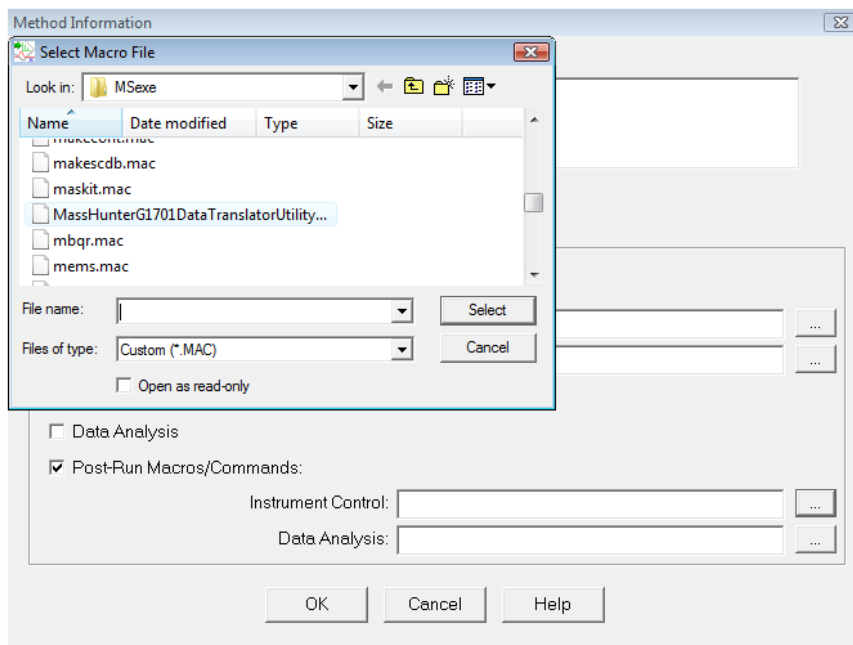 Method Information
Select Macro File
Look in: MSexe
Name Date modified Type Size
makescdb.mac
maskit.mac
MassHunterG1701DataTranslatorUtility...
mbqr.mac
mems.mac
File name: Select
Files of type: Custom (*.MAC) Cancel
Open as read-only
...
...
Data Analysis
Post-Run Macros/Commands:
Instrument Control: ...
Data Analysis: ...
OK Cancel Help